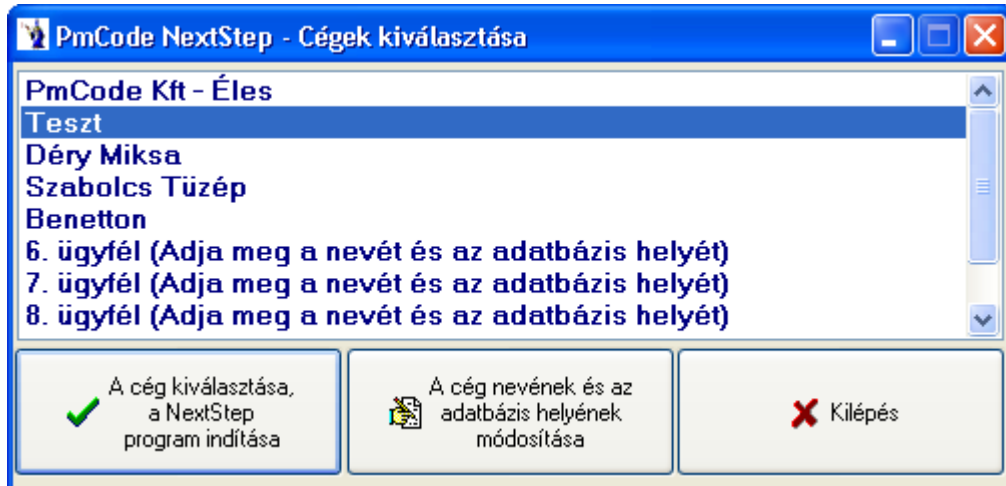 PmCode NextStep - Cégek kiválasztása
PmCode Kft - Éles
Teszt
Déry Miksa
Szabolcs Tüzép
Benetton
6. ügyfél (Adja meg a nevét és az adatbázis helyét)
7. ügyfél (Adja meg a nevét és az adatbázis helyét)
8. ügyfél (Adja meg a nevét és az adatbázis helyét)
A cég kiválasztása,
a NextStep
program indítása
A cég nevének és az
adatbázis helyének
módosítása
Kilépés